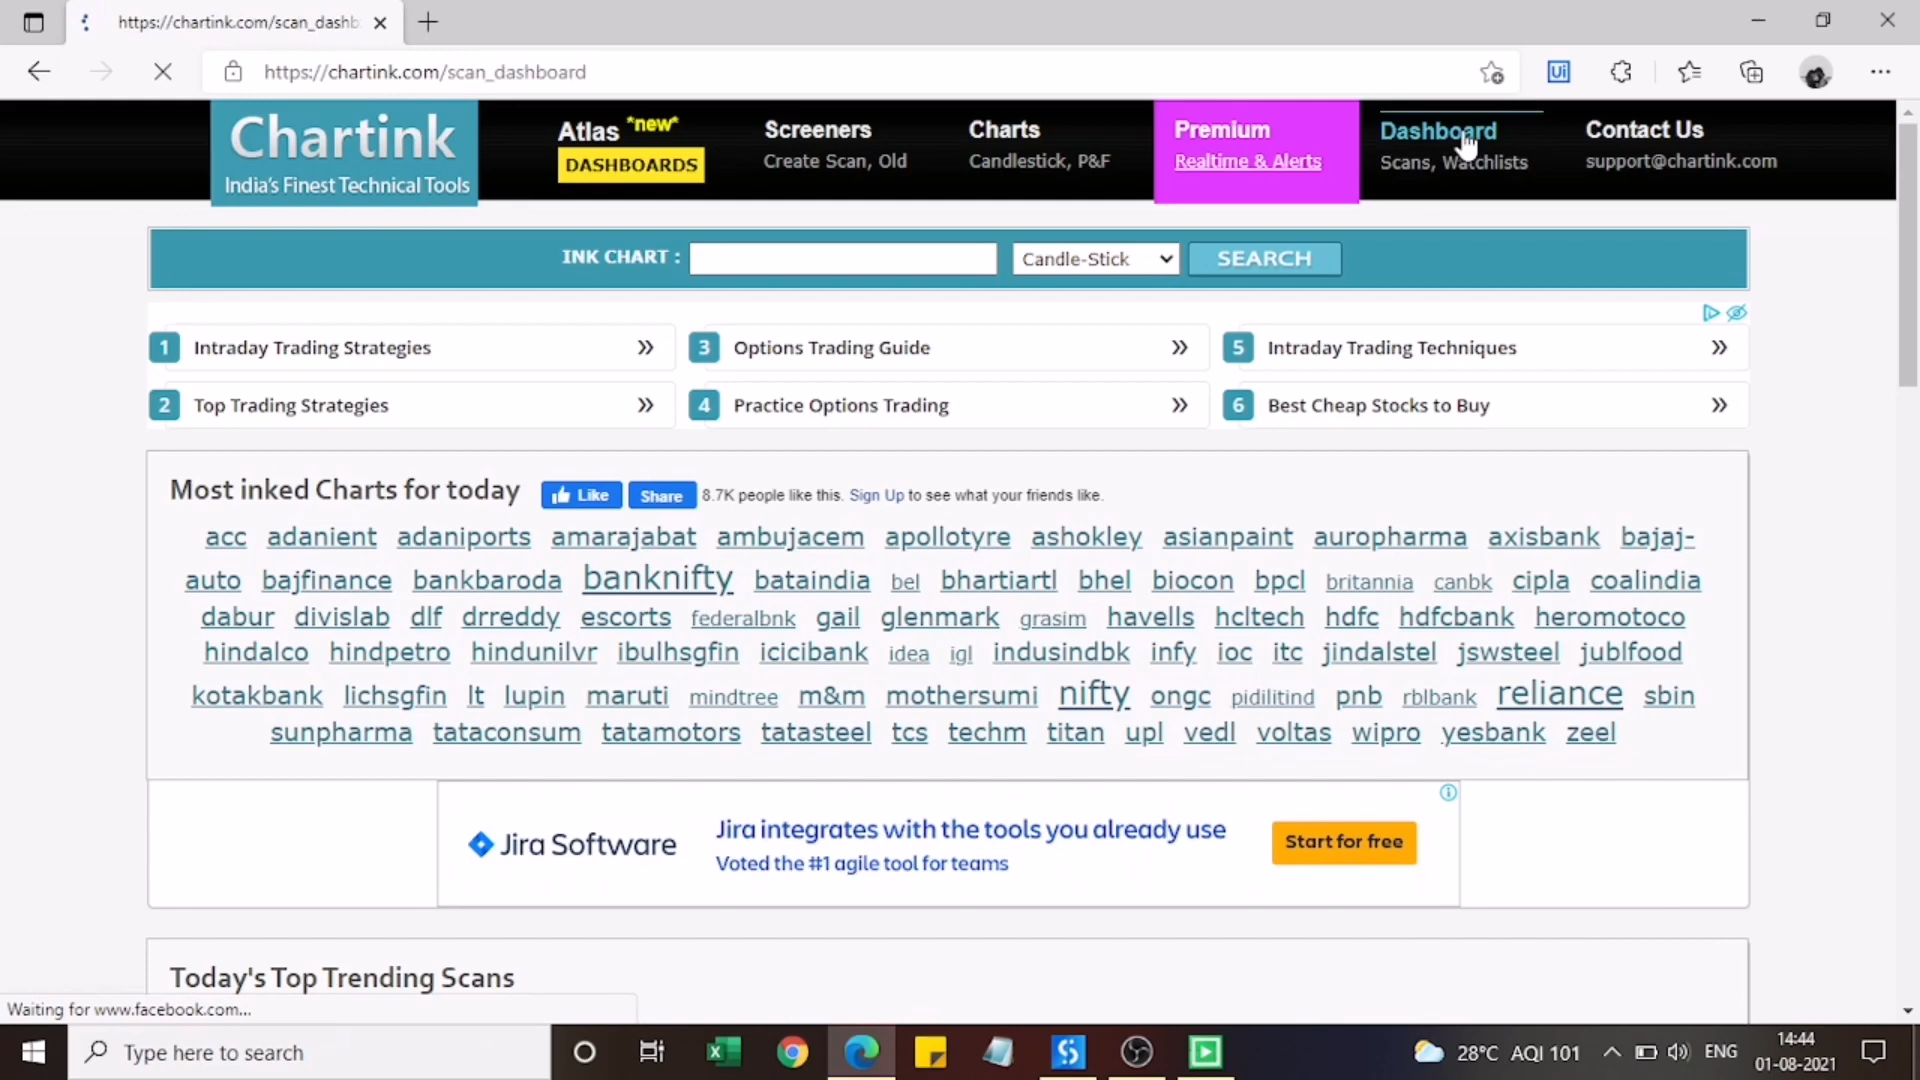 https://chartink.com/scan_dashb
https://chartink.com/scan_dashboard
Chartink
India's Finest Technical Tools
Atlas *new*
DASHBOARDS
Screeners
Create Scan, Old
Charts
Candlestick, P&F
Premium
Realtime & Alerts
Dashboard
Scans, Watchlists
Contact Us
support@chartink.com
INK CHART :
Candle-Stick
SEARCH
1 Intraday Trading Strategies »
3 Options Trading Guide »
5 Intraday Trading Techniques »
2 Top Trading Strategies »
4 Practice Options Trading »
6 Best Cheap Stocks to Buy »
Most inked Charts for today Like Share 8.7K people like this. Sign Up to see what your friends like.
acc adanient adaniports amarajabat ambujacem apollotyre ashokley asianpaint auropharma axisbank bajaj-
auto bajfinance bankbaroda banknifty bataindia bel bhartiartl bhel biocon bpcl britannia canbk cipla coalindia
dabur divislab dlf drreddy escorts federalbnk gail glenmark grasim havells hcltech hdfc hdfcbank heromotoco
hindalco hindpetro hindunilvr ibulhsgfin icicibank idea igl indusindbk infy ioc itc jindalstel jswsteel jublfood
kotakbank lichsgfin lt lupin maruti mindtree m&m mothersumi nifty ongc pidilitind pnb rblbank reliance sbin
sunpharma tataconsum tatamotors tatasteel tcs techm titan upl vedl voltas wipro yesbank zeel
Jira Software
Jira integrates with the tools you already use
Voted the #1 agile tool for teams
Start for free
Today's Top Trending Scans
Waiting for www.facebook.com...
Type here to search
28°C AQI 101
ENG
14:44
01-08-2021